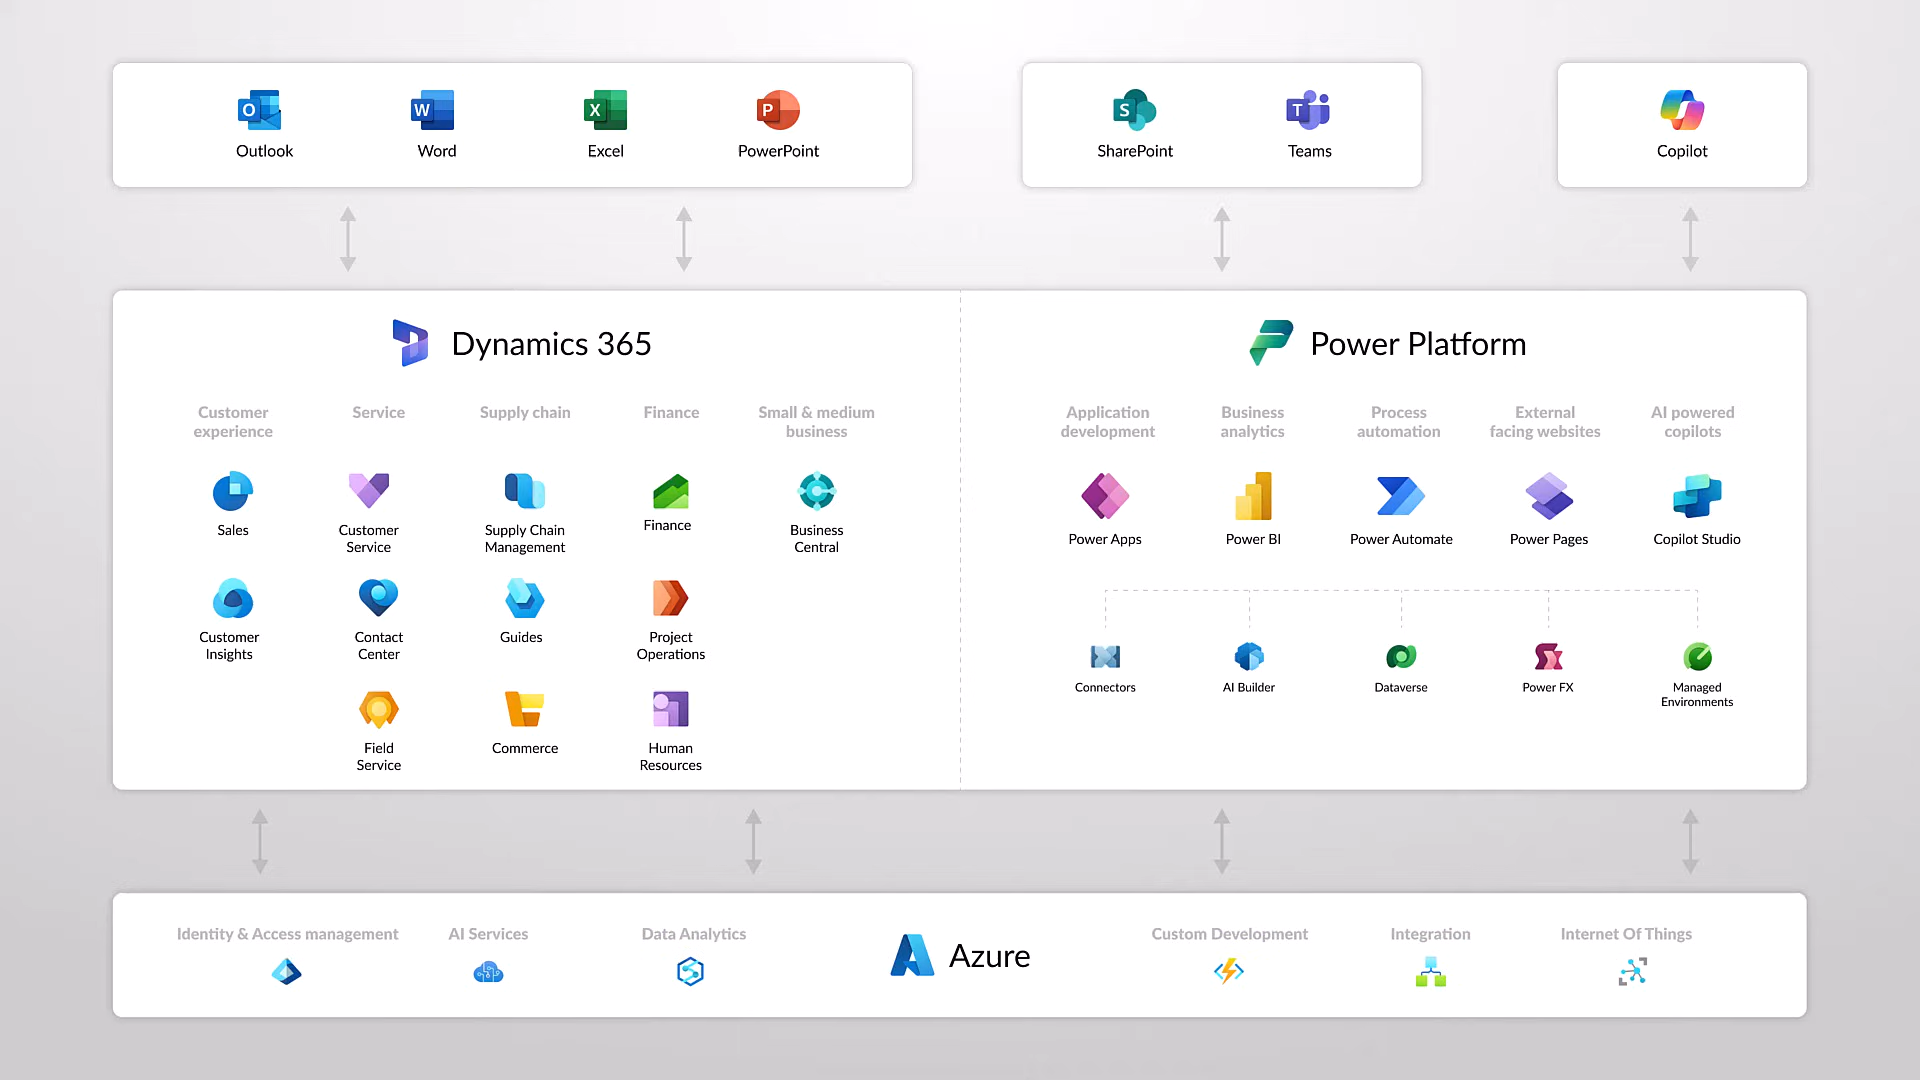 O
W
X
P
S
T
Outlook
Word
Excel
PowerPoint
SharePoint
Teams
Copilot
Dynamics 365
Customer
experience
Service
Supply chain
Finance
Small & medium
business
Sales
Customer
Service
Supply Chain
Management
Finance
Business
Central
Customer
Insights
Contact
Center
Guides
Project
Operations
Field
Service
Commerce
Human
Resources
Power Platform
Application
development
Business
analytics
Process
automation
External
facing websites
AI powered
copilots
Power Apps
Power BI
Power Automate
Power Pages
Copilot Studio
Connectors
AI Builder
Dataverse
Power FX
Managed
Environments
Identity & Access management
AI Services
Data Analytics
Azure
Custom Development
Integration
Internet Of Things